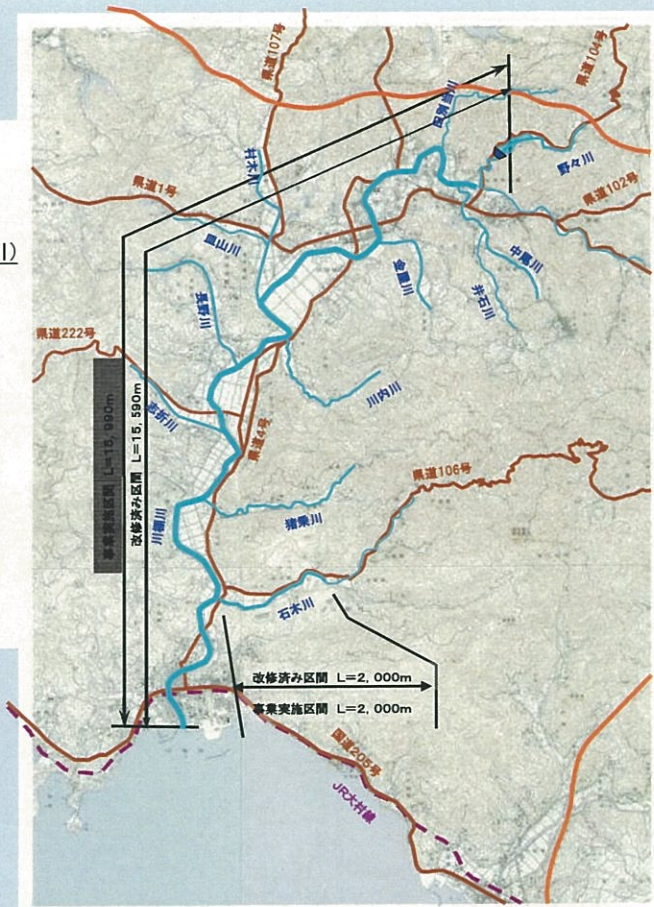 県道107号
県道104号
野々川
村木川
県道1号
県道102号
中尾川
金屋川
井石川
長野川
県道222号
川内川
志折川
県道4号
事業実施区間 L=15,990m
改修済み区間 L=15,590m
県道106号
川棚川
猪乗川
石木川
改修済み区間 L=2,000m
事業実施区間 L=2,000m
国道205号
JR大村線